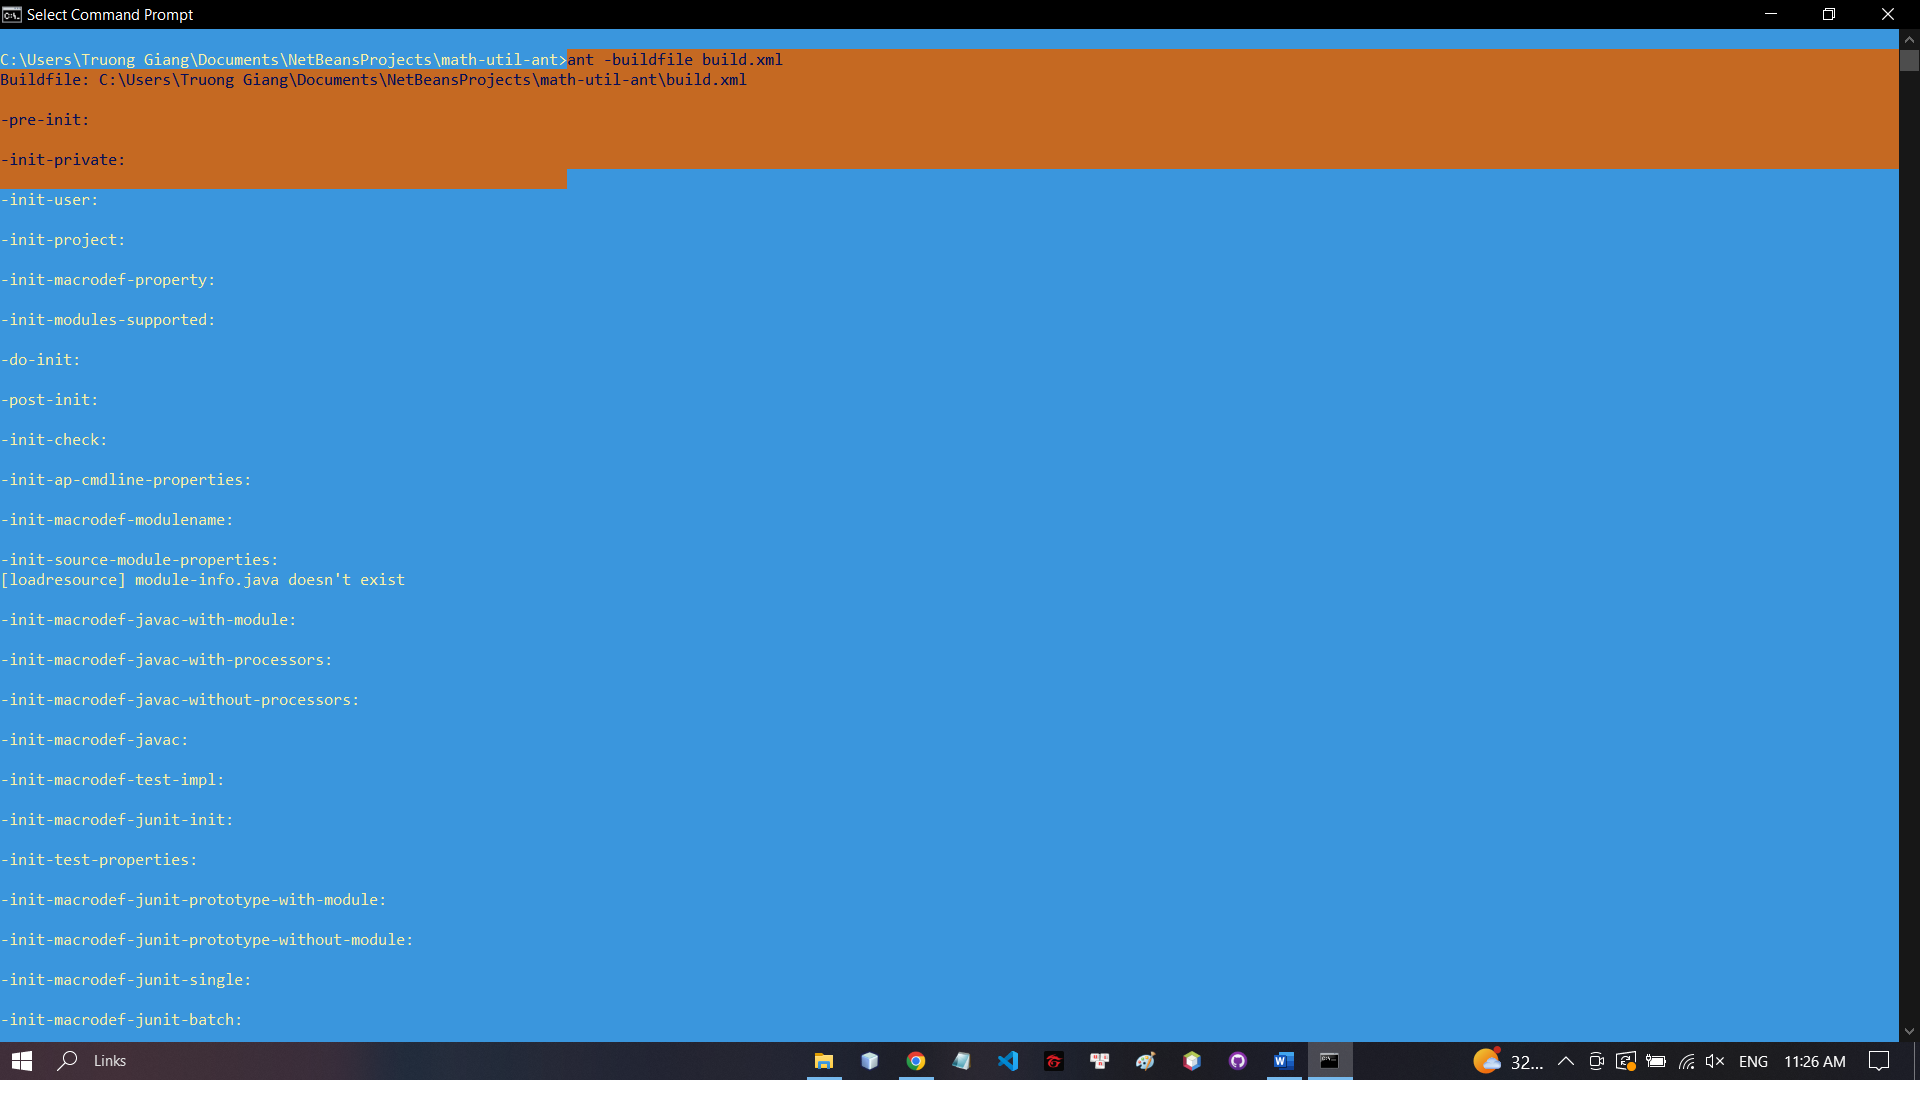 Select Command Prompt
C:\Users\Truong Giang\Documents\NetBeansProjects\math-util-ant>ant -buildfile build.xml
Buildfile: C:\Users\Truong Giang\Documents\NetBeansProjects\math-util-ant\build.xml
-pre-init:
-init-private:
-init-user:
-init-project:
-init-macrodef-property:
-init-modules-supported:
-do-init:
-post-init:
-init-check:
-init-ap-cmdline-properties:
-init-macrodef-modulename:
-init-source-module-properties:
[loadresource] module-info.java doesn't exist
-init-macrodef-javac-with-module:
-init-macrodef-javac-with-processors:
-init-macrodef-javac-without-processors:
-init-macrodef-javac:
-init-macrodef-test-impl:
-init-macrodef-junit-init:
-init-test-properties:
-init-macrodef-junit-prototype-with-module:
-init-macrodef-junit-prototype-without-module:
-init-macrodef-junit-single:
-init-macrodef-junit-batch:
Links 32... ENG 11:26 AM